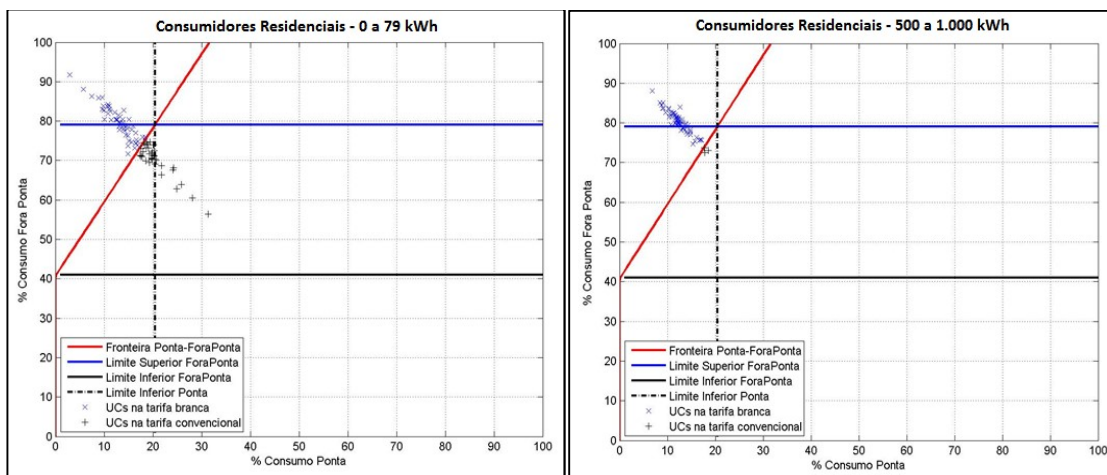 Consumidores Residenciais - 0 a 79 kWh
100
90
80
70
60
50
40
30
20
10
0
% Consumo Fora Ponta
Fronteira Ponta-ForaPonta
Limite Superior ForaPonta
Limite Inferior ForaPonta
Limite Inferior Ponta
UCs na tarifa branca
UCs na tarifa convencional
0 10 20 30 40 50 60 70 80 90 100
% Consumo Ponta
Consumidores Residenciais - 500 a 1.000 kWh
100
90
80
70
60
50
40
30
20
10
0
% Consumo Fora Ponta
Fronteira Ponta-ForaPonta
Limite Superior ForaPonta
Limite Inferior ForaPonta
Limite Inferior Ponta
UCs na tarifa branca
UCs na tarifa convencional
0 10 20 30 40 50 60 70 80 90 100
% Consumo Ponta